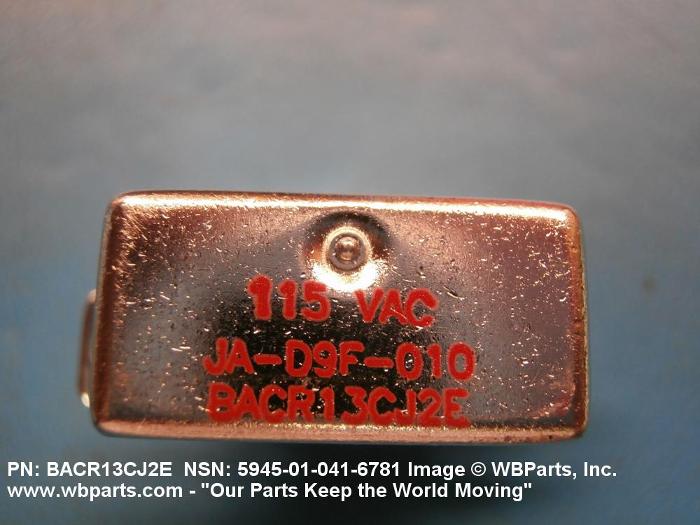 115 VAC
JA-D9F-010
BACR13CJ2E
PN: BACR13CJ2E NSN: 5945-01-041-6781 Image © WBParts, Inc.
www.wbparts.com - "Our Parts Keep the World Moving"